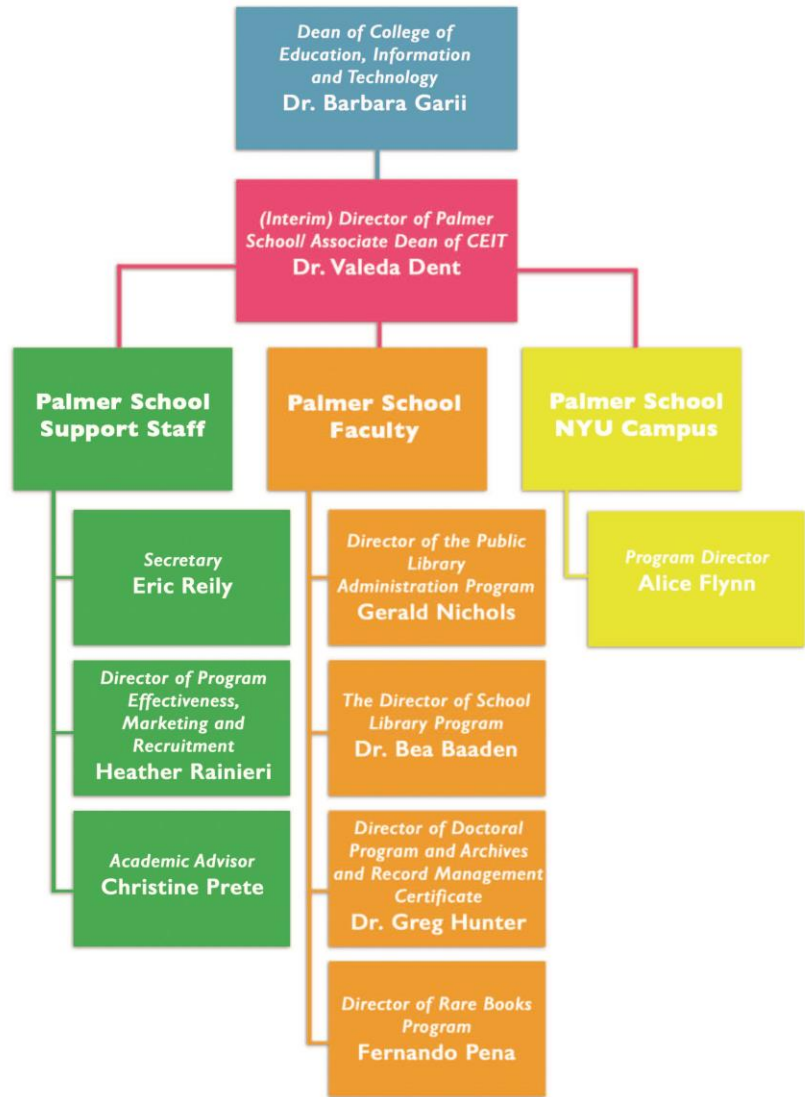 Dean of College of
Education, Information
and Technology
Dr. Barbara Garii
(Interim) Director of Palmer
School/ Associate Dean of CEIT
Dr. Valeda Dent
Palmer School
Support Staff
Palmer School
Faculty
Palmer School
NYU Campus
Secretary
Eric Reily
Director of Program
Effectiveness,
Marketing and
Recruitment
Heather Rainieri
Academic Advisor
Christine Prete
Director of the Public
Library
Administration Program
Gerald Nichols
The Director of School
Library Program
Dr. Bea Baaden
Director of Doctoral
Program and Archives
and Record Management
Certificate
Dr. Greg Hunter
Director of Rare Books
Program
Fernando Pena
Program Director
Alice Flynn